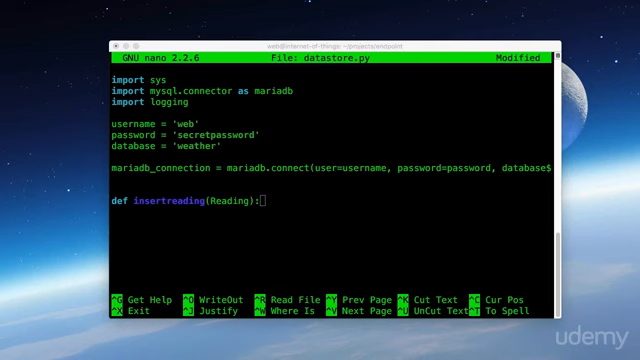 web@internet-of-things: ~/projects/endpoint
GNU nano 2.2.6 File: datastore.py Modified
import sys
import mysql.connector as mariadb
import logging
username = 'web'
password = 'secretpassword'
database = 'weather'
mariadb_connection = mariadb.connect(user=username, password=password, database$
def insertreading(Reading):
^G Get Help ^O WriteOut ^R Read File ^Y Prev Page ^K Cut Text ^C Cur Pos
^X Exit ^J Justify ^W Where Is ^V Next Page ^U UnCut Text ^T To Spell
udemy